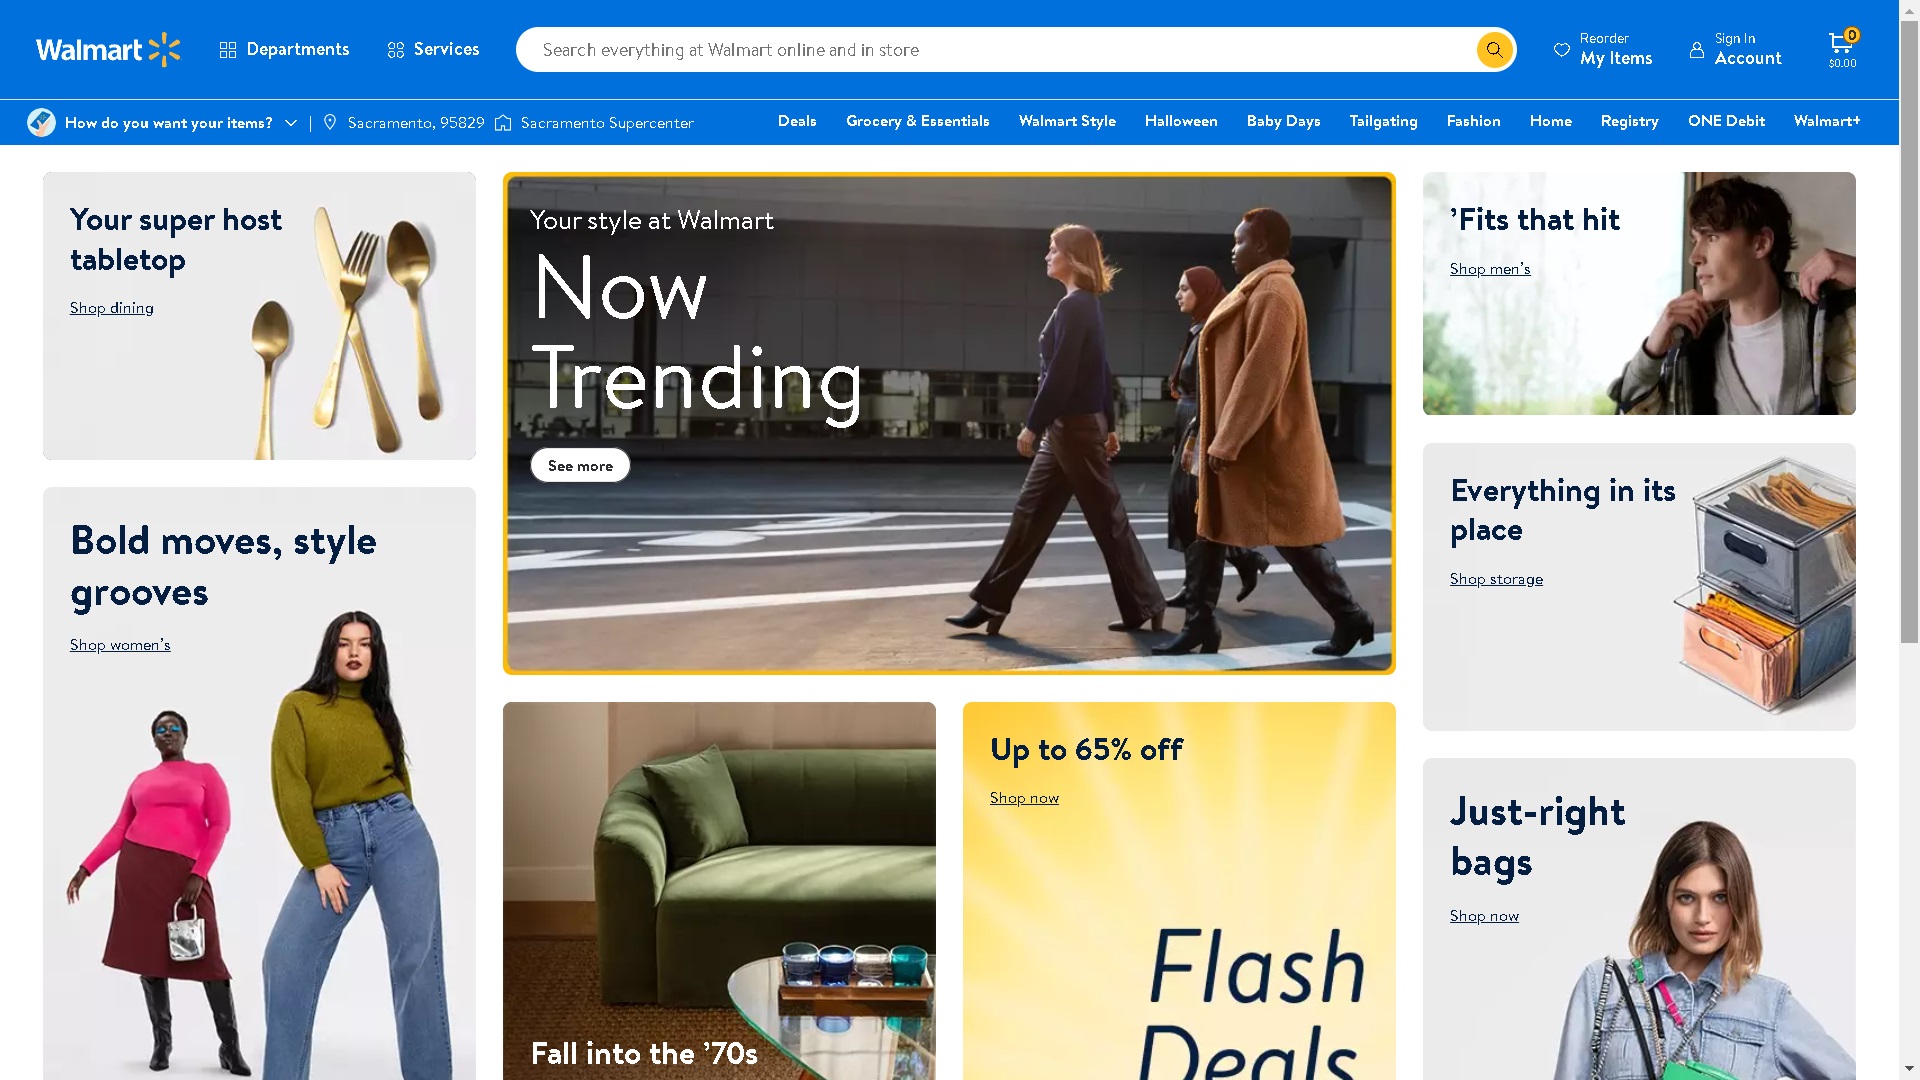 Walmart
Departments
Services
Search everything at Walmart online and in store
Reorder
My Items
Sign In
Account
0
$0.00
How do you want your items?
Sacramento, 95829
Sacramento Supercenter
Deals
Grocery & Essentials
Walmart Style
Halloween
Baby Days
Tailgating
Fashion
Home
Registry
ONE Debit
Walmart+
Your super host
tabletop
Shop dining
Bold moves, style
grooves
Shop women’s
Your style at Walmart
Now
Trending
See more
Fall into the ’70s
Up to 65% off
Shop now
Flash
Deals
’Fits that hit
Shop men’s
Everything in its
place
Shop storage
Just-right
bags
Shop now